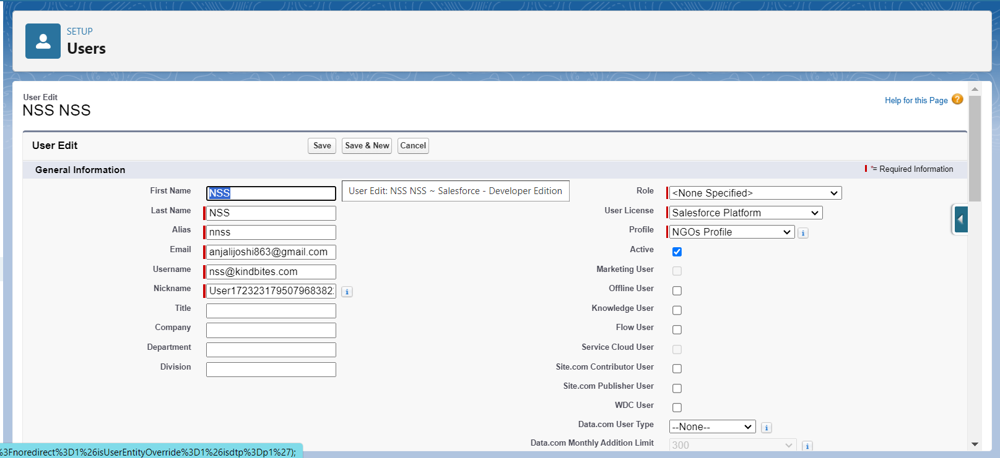 SETUP
Users
User Edit
NSS NSS
Help for this Page ?
User Edit
Save
Save & New
Cancel
General Information
*= Required Information
First Name NSS
User Edit: NSS NSS ~ Salesforce - Developer Edition
Last Name NSS
Alias nnss
Email anjalijoshi863@gmail.com
Username nss@kindbites.com
Nickname User172323179507968382 i
Title
Company
Department
Division
Role <None Specified>
User License Salesforce Platform
Profile NGOs Profile i
Active
Marketing User
Offline User
Knowledge User
Flow User
Service Cloud User
Site.com Contributor User
Site.com Publisher User
WDC User
Data.com User Type --None-- i
Data.com Monthly Addition Limit 300 i
%3Fnoredirect%3D1%26isUserEntityOverride%3D1%26isdtp%3Dp1%27);